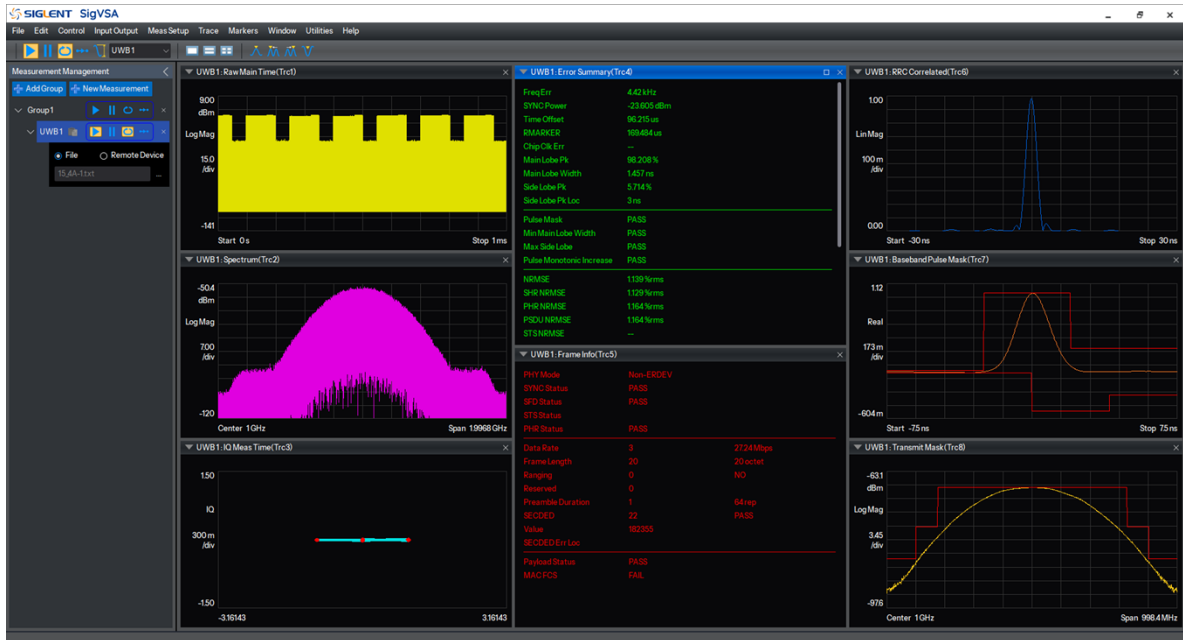 SIGLENT SigVSA
File Edit Control Input Output Meas Setup Trace Markers Window Utilities Help
UWB1
Measurement Management
Add Group New Measurement
Group1
UWB1
File Remote Device
15_4A-1.txt ...
UWB1: Raw Main Time(Trc1)
900
dBm
Log Mag
15.0
/div
-141
Start 0 s Stop 1 ms
UWB1: Spectrum(Trc2)
-50.4
dBm
Log Mag
7.00
/div
-120
Center 1 GHz Span 1.9968 GHz
UWB1: IQ Meas Time(Trc3)
1.50
IQ
300 m
/div
-1.50
-3.16143 3.16143
UWB1: Error Summary(Trc4)
Freq Err 4.42 kHz
SYNC Power -23.605 dBm
Time Offset 96.215 us
RMARKER 169.484 us
Chip Clk Err --
Main Lobe Pk 98.208 %
Main Lobe Width 1.457 ns
Side Lobe Pk 5.714 %
Side Lobe Pk Loc 3 ns
Pulse Mask PASS
Min Main Lobe Width PASS
Max Side Lobe PASS
Pulse Monotonic Increase PASS
NRMSE 1.139 %rms
SHR NRMSE 1.129 %rms
PHR NRMSE 1.164 %rms
PSDU NRMSE 1.164 %rms
STS NRMSE --
UWB1: Frame Info(Trc5)
PHY Mode Non-ERDEV
SYNC Status PASS
SFD Status PASS
STS Status
PHR Status PASS
Data Rate 3 27.24 Mbps
Frame Length 20 20 octet
Ranging 0 NO
Reserved 0
Preamble Duration 1 64 rep
SECDED 22 PASS
Value 182355
SECDED Err Loc
Payload Status PASS
MAC FCS FAIL
UWB1: RRC Correlated(Trc6)
1.00
Lin Mag
100 m
/div
0.00
Start -30 ns Stop 30 ns
UWB1: Baseband Pulse Mask(Trc7)
1.12
Real
173 m
/div
-604 m
Start -7.5 ns Stop 7.5 ns
UWB1: Transmit Mask(Trc8)
-63.1
dBm
Log Mag
3.45
/div
-97.6
Center 1 GHz Span 998.4 MHz